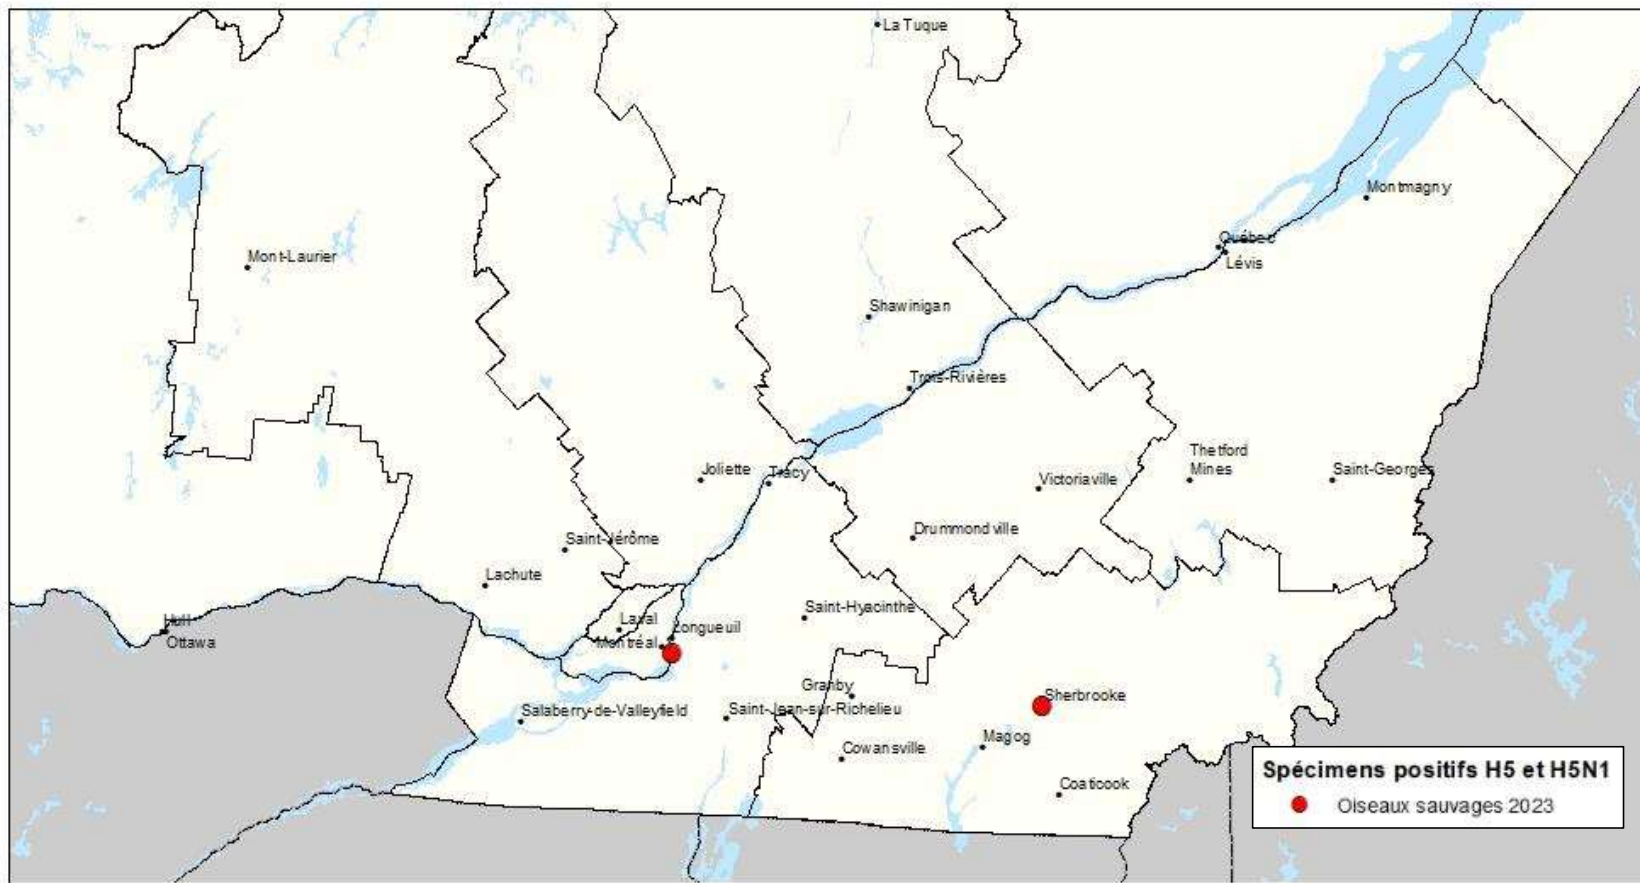 La Tuque
Montmagny
Québec
Lévis
Mont-Laurier
Shawinigan
Trois-Rivières
Joliette
Tracy
Thetford
Mines
Saint-Georges
Victoriaville
Drummondville
Saint-Jérôme
Lachute
Saint-Hyacinthe
Hull
Ottawa
Laval
Longueuil
Montréal
Granby
Sherbrooke
Salaberry-de-Valleyfield
Saint-Jean-sur-Richelieu
Magog
Cowansville
Coaticook
Spécimens positifs H5 et H5N1
Oiseaux sauvages 2023